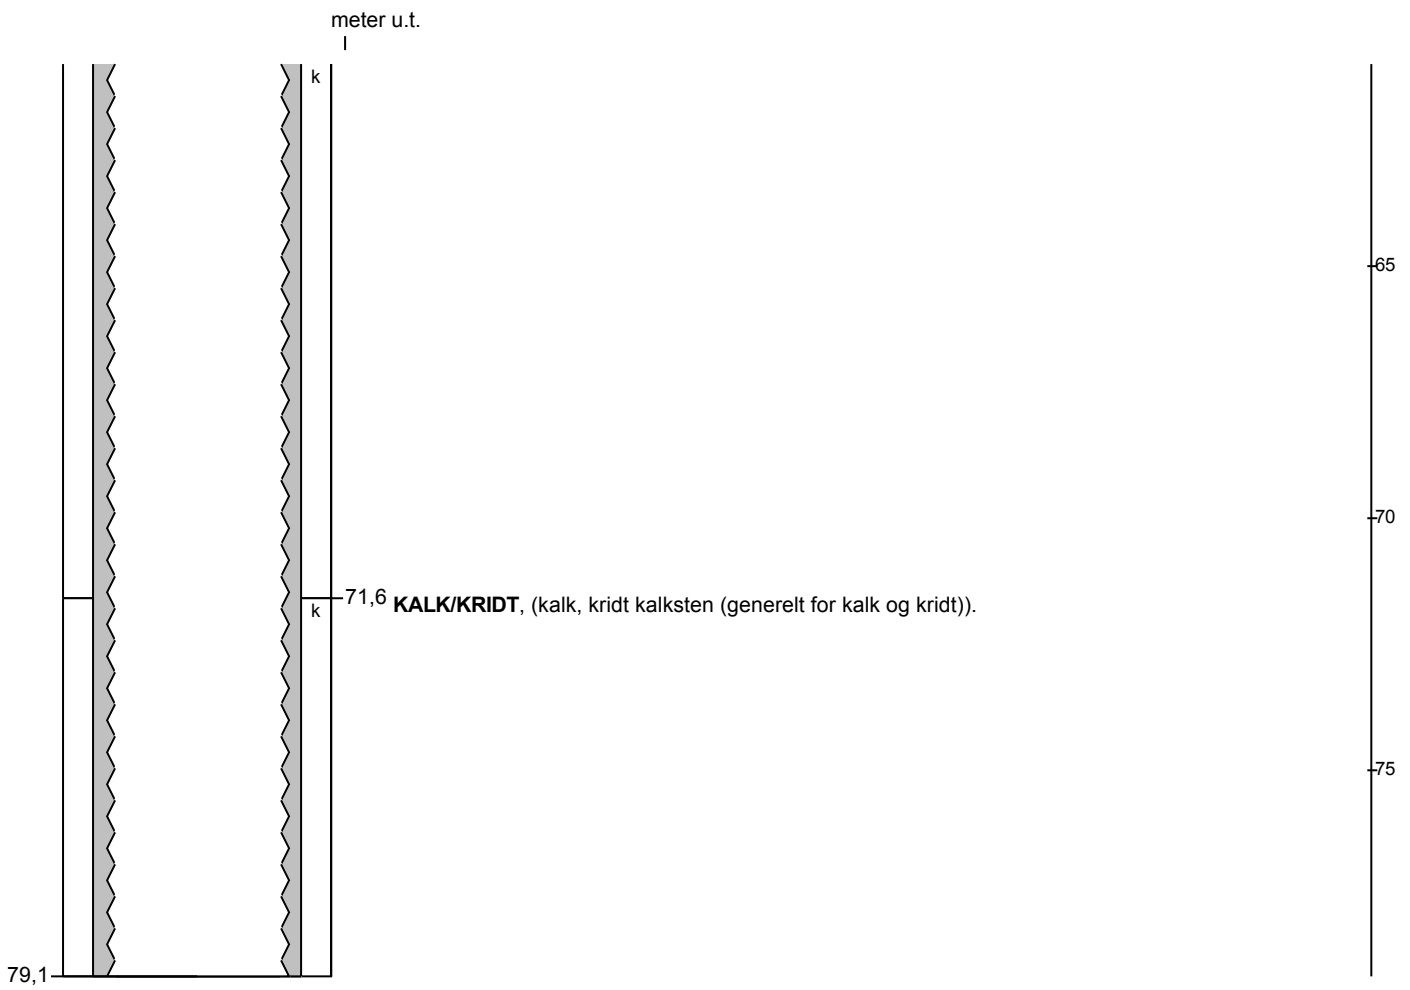 meter u.t.
k
65
70
71,6 KALK/KRIDT, (kalk, kridt kalksten (generelt for kalk og kridt)).
k
75
79,1